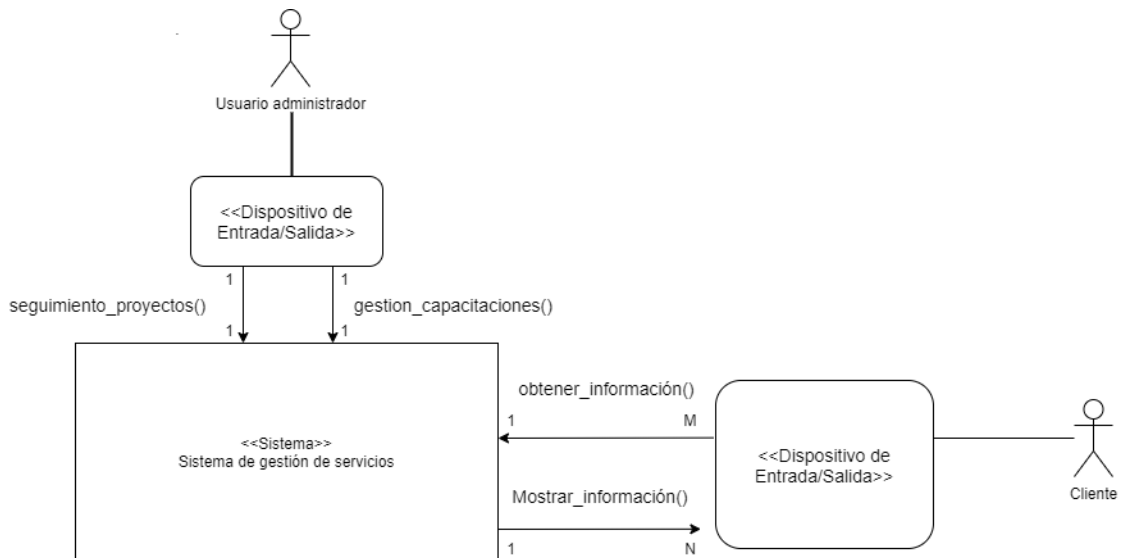 Usuario administrador
<<Dispositivo de
Entrada/Salida>>
1
1
seguimiento_proyectos()
gestion_capacitaciones()
1
1
obtener_información()
1
M
<<Sistema>>
Sistema de gestión de servicios
<<Dispositivo de
Entrada/Salida>>
Cliente
Mostrar_información()
1
N